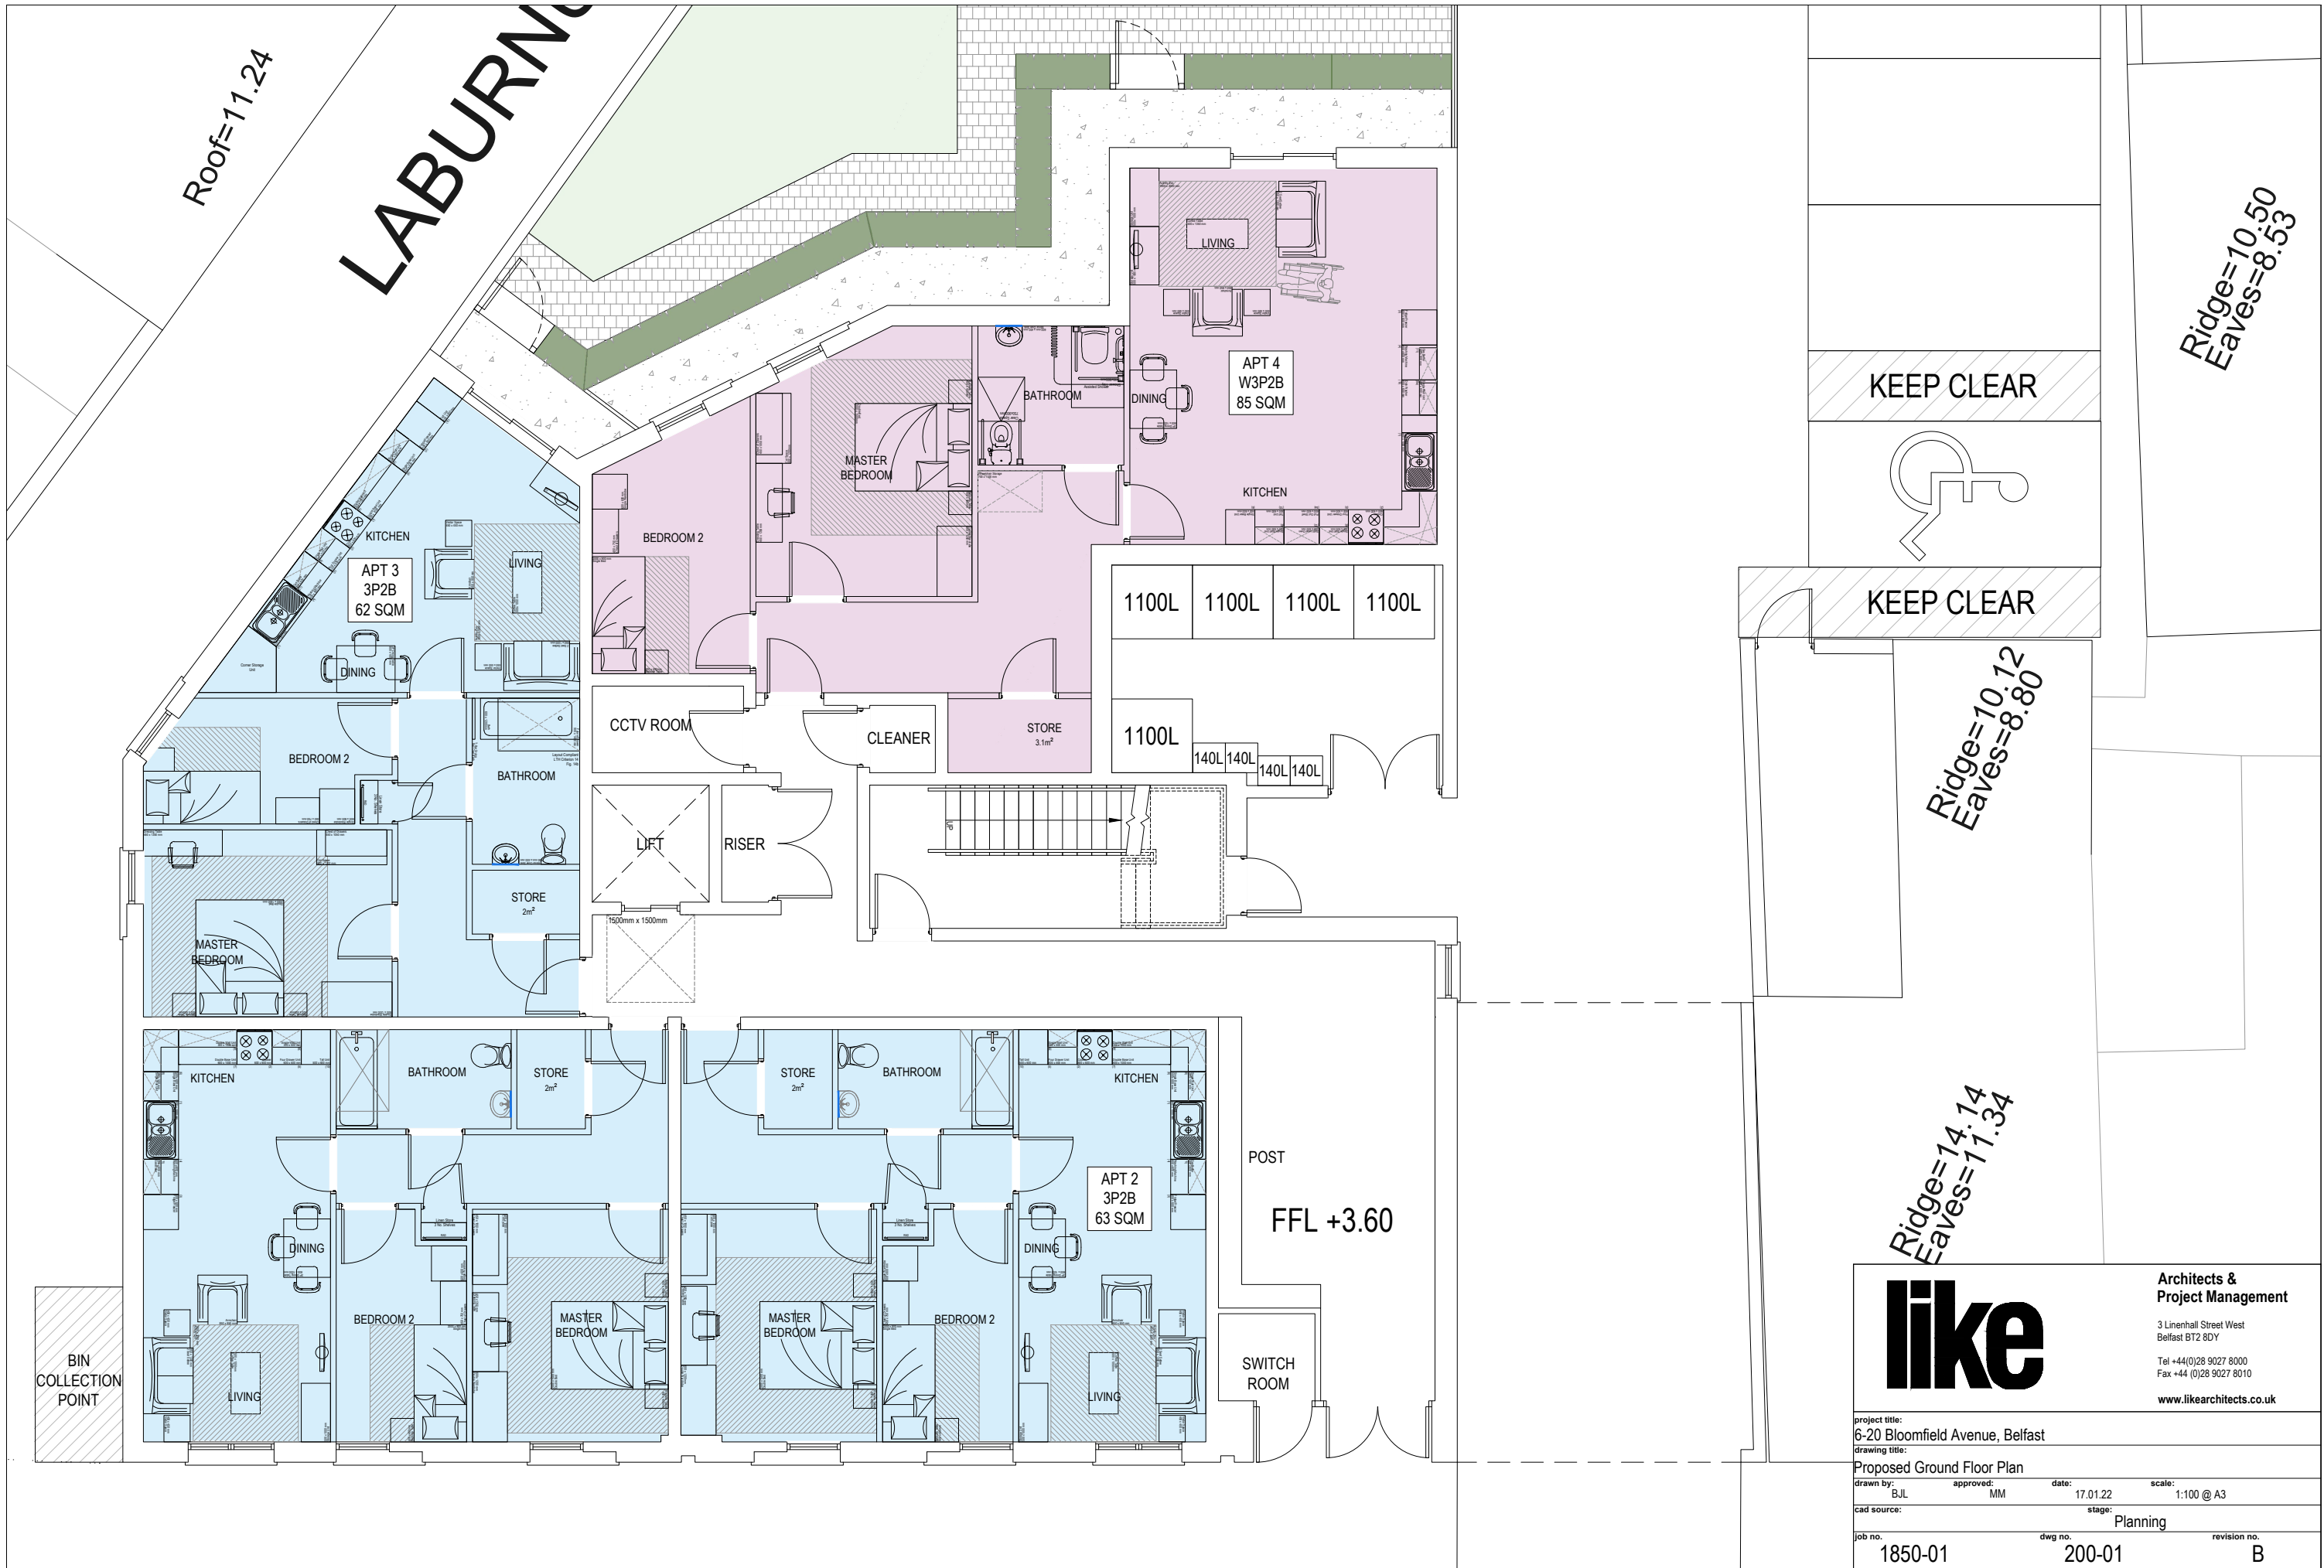 Roof=11.24
LABURN
LIVING
APT 4
W3P2B
85 SQM
DINING
BATHROOM
KITCHEN
MASTER
BEDROOM
BEDROOM 2
KITCHEN
APT 3
3P2B
62 SQM
LIVING
DINING
Corner Storage
Unit
1100L
1100L
1100L
1100L
1100L
140L
140L
140L
140L
CCTV ROOM
CLEANER
STORE
3.1m²
BEDROOM 2
BATHROOM
LIFT
RISER
UP
STORE
2m²
1500mm x 1500mm
MASTER
BEDROOM
KITCHEN
BATHROOM
STORE
2m²
STORE
2m²
BATHROOM
KITCHEN
APT 2
3P2B
63 SQM
POST
FFL +3.60
DINING
BEDROOM 2
MASTER
BEDROOM
MASTER
BEDROOM
BEDROOM 2
DINING
LIVING
LIVING
SWITCH
ROOM
BIN
COLLECTION
POINT
KEEP CLEAR
KEEP CLEAR
Ridge=10.50
Eaves=8.53
Ridge=10.12
Eaves=8.80
Ridge=14.14
Eaves=11.34
like
Architects &
Project Management
3 Linenhall Street West
Belfast BT2 8DY
Tel +44(0)28 9027 8000
Fax +44 (0)28 9027 8010
www.likearchitects.co.uk
project title:
6-20 Bloomfield Avenue, Belfast
drawing title:
Proposed Ground Floor Plan
drawn by: approved: date: scale:
BJL MM 17.01.22 1:100 @ A3
cad source: stage:
Planning
job no. dwg no. revision no.
1850-01 200-01 B